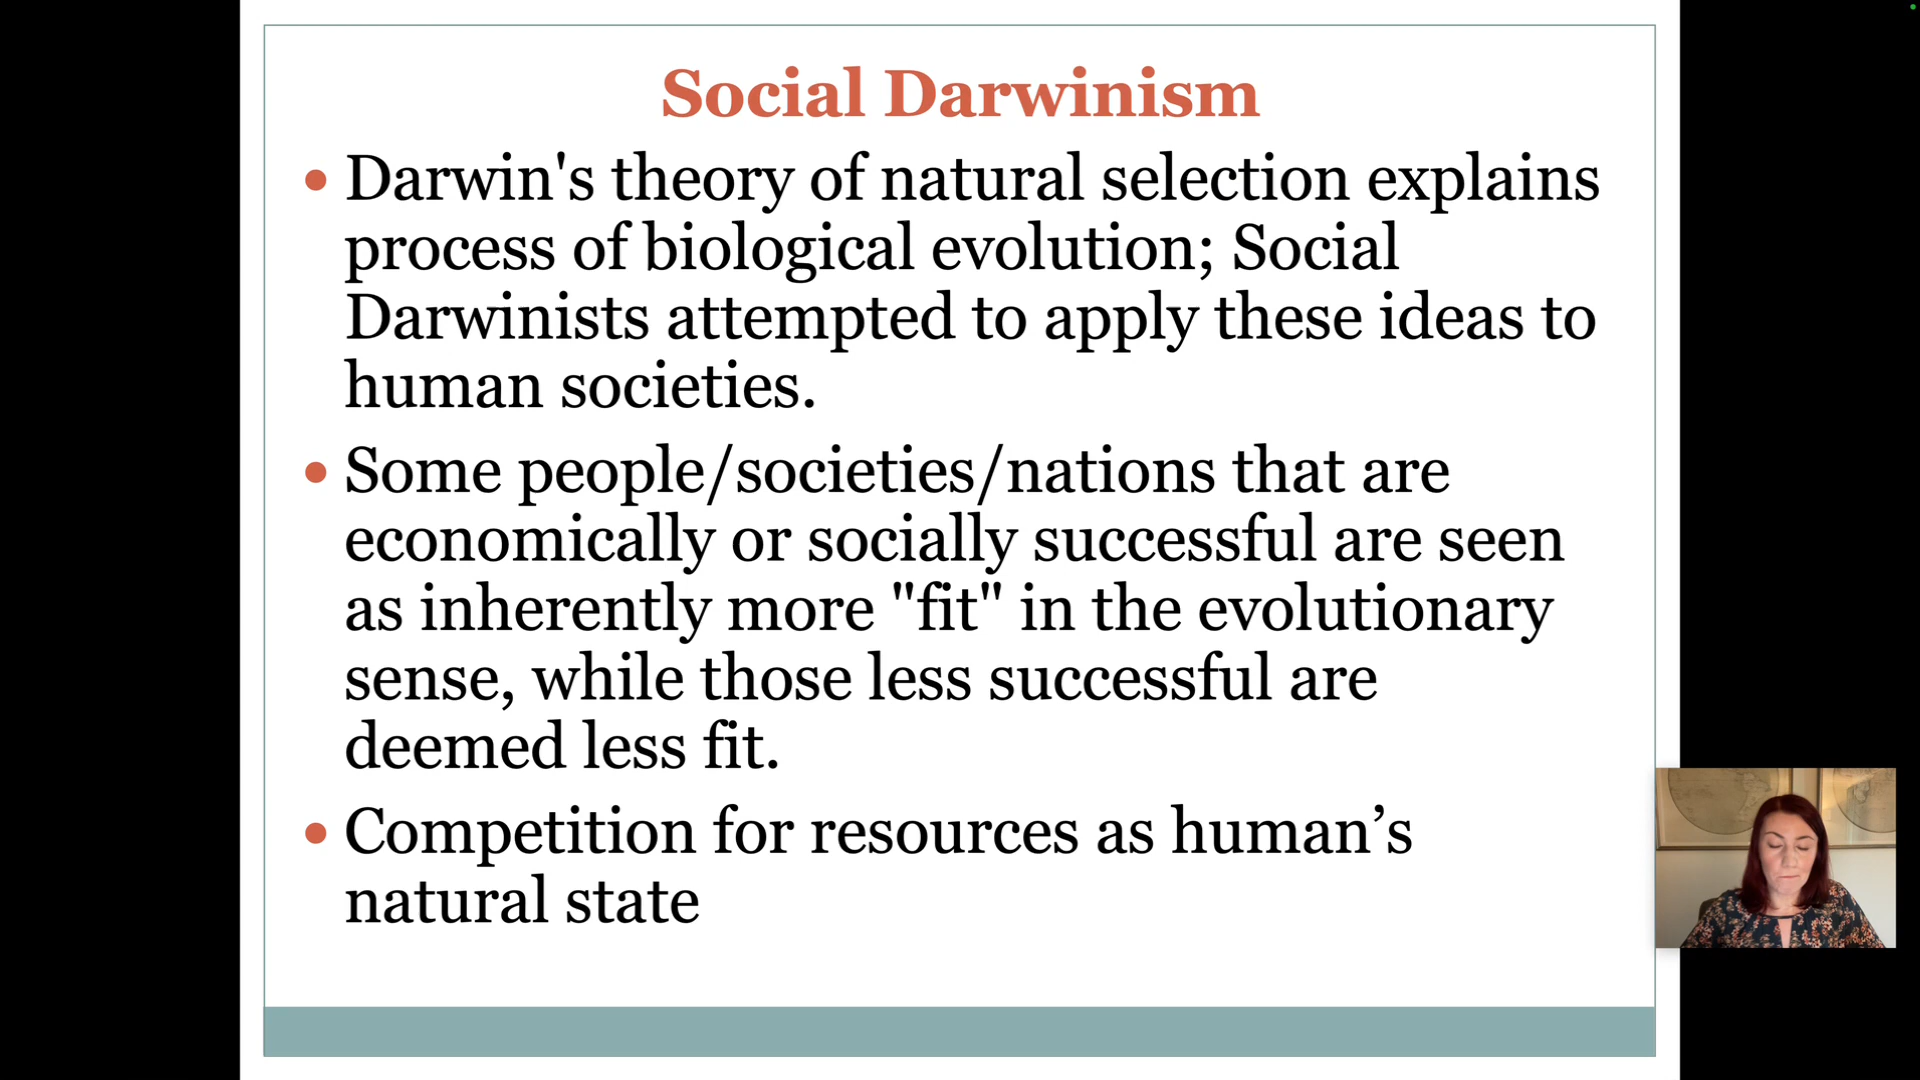 Social Darwinism
• Darwin's theory of natural selection explains
process of biological evolution; Social
Darwinists attempted to apply these ideas to
human societies.
• Some people/societies/nations that are
economically or socially successful are seen
as inherently more "fit" in the evolutionary
sense, while those less successful are
deemed less fit.
• Competition for resources as human’s
natural state